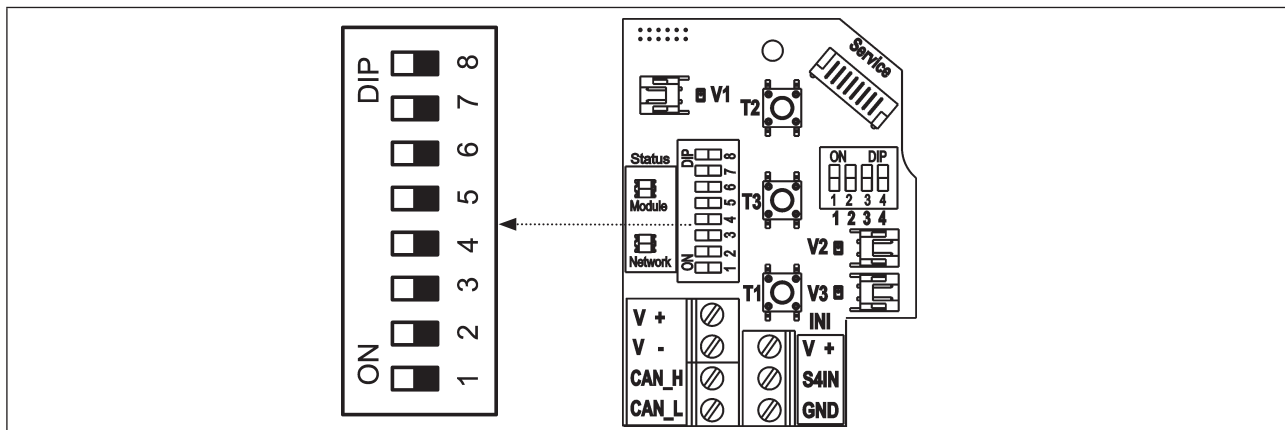 DIP
8
7
6
5
4
3
2
1
ON
Service
V1
T2
Status
DIP
8
7
6
5
4
3
2
1
ON
Module
Network
ON DIP
1 2 3 4
1 2 3 4
T3
V2
T1
V3
INI
V +
V -
CAN_H
CAN_L
V +
S4IN
GND